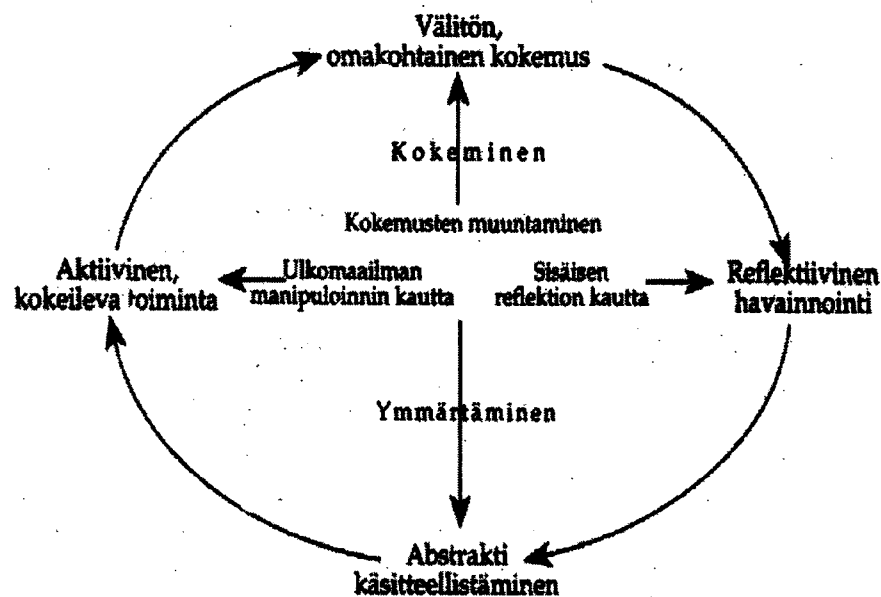 Välitön,
omakohtainen kokemus
Kokeminen
Kokemusten muuntaminen
Aktiivinen,
kokeileva toiminta
Ulkomaailman
manipuloinnin kautta
Sisäisen
reflektion kautta
Reflektiivinen
havainnointi
Ymmärtäminen
Abstrakti
käsitteellistäminen